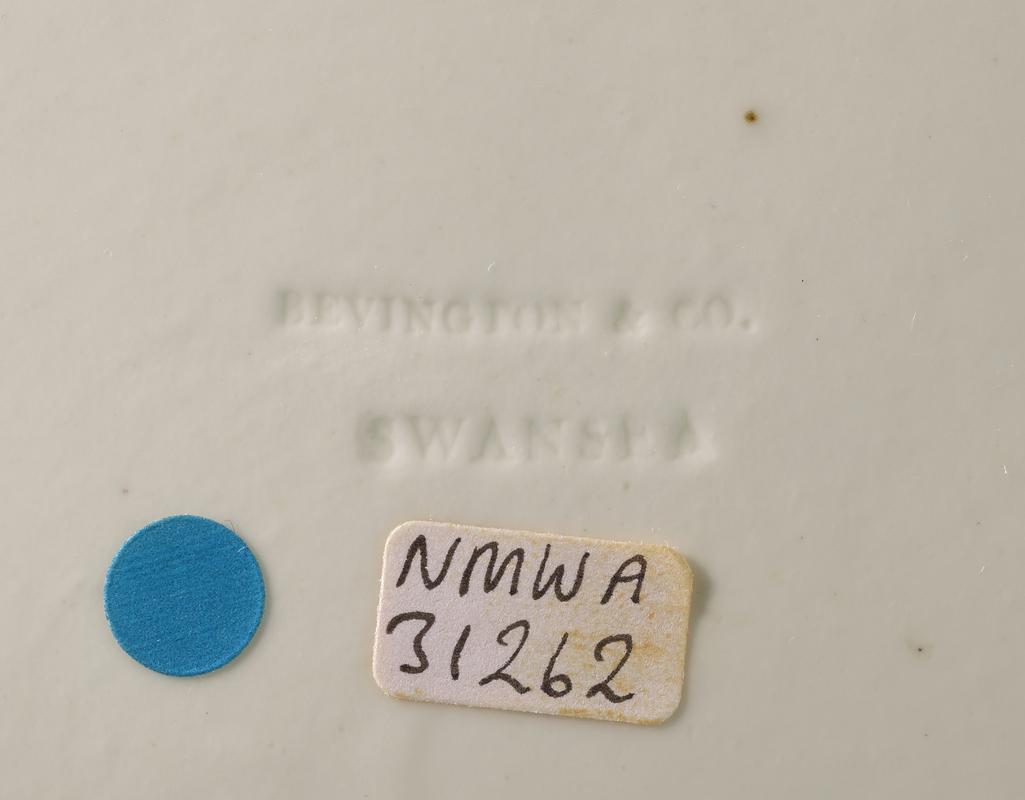 BEVINGTON & CO.
SWANSEA
NMWA
31262